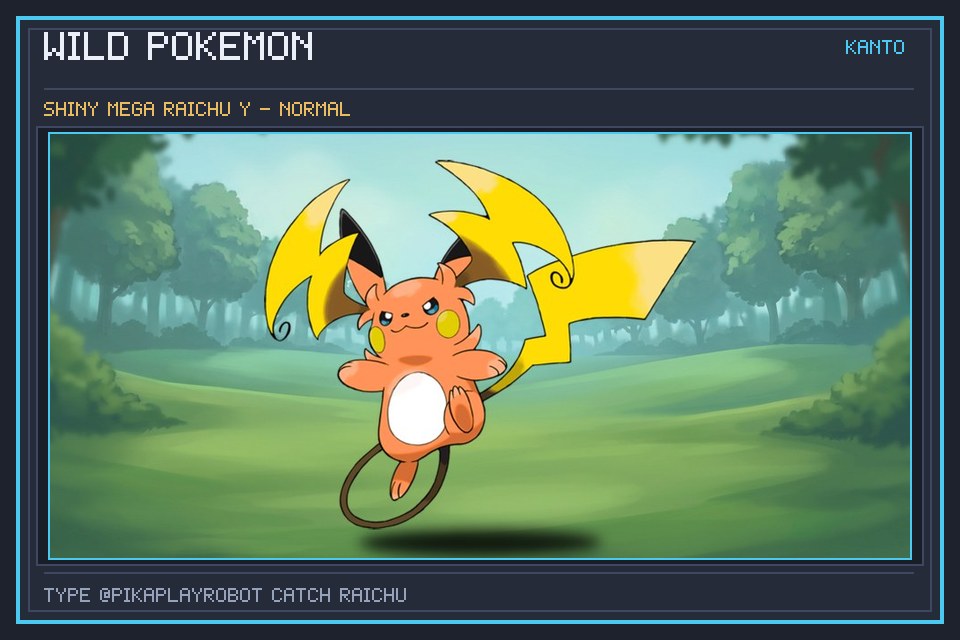 WILD POKEMON
KANTO
SHINY MEGA RAICHU Y - NORMAL
TYPE @PIKAPLAYROBOT CATCH RAICHU